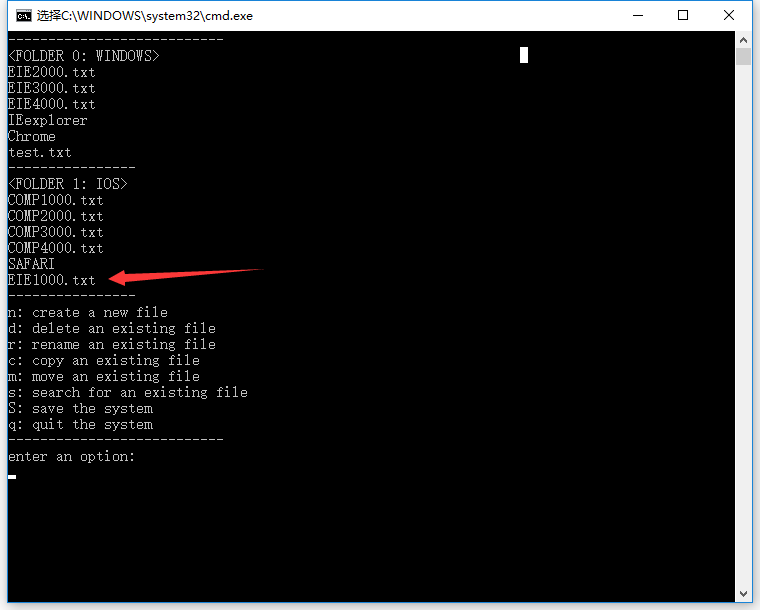 选择C:\WINDOWS\system32\cmd.exe
---------------------------
<FOLDER 0: WINDOWS>
EIE2000.txt
EIE3000.txt
EIE4000.txt
IEexplorer
Chrome
test.txt
----------------
<FOLDER 1: IOS>
COMP1000.txt
COMP2000.txt
COMP3000.txt
COMP4000.txt
SAFARI
EIE1000.txt
----------------
n: create a new file
d: delete an existing file
r: rename an existing file
c: copy an existing file
m: move an existing file
s: search for an existing file
S: save the system
q: quit the system
---------------------------
enter an option: